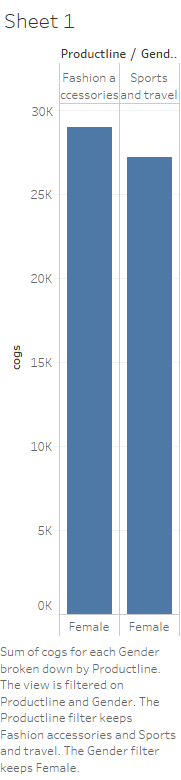 Sheet 1
Productline / Gend..
Fashion a Sports
ccessories and travel
30K
25K
20K
15K
10K
5K
0K
cogs
Female Female
Sum of cogs for each Gender
broken down by Productline.
The view is filtered on
Productline and Gender. The
Productline filter keeps
Fashion accessories and Sports
and travel. The Gender filter
keeps Female.